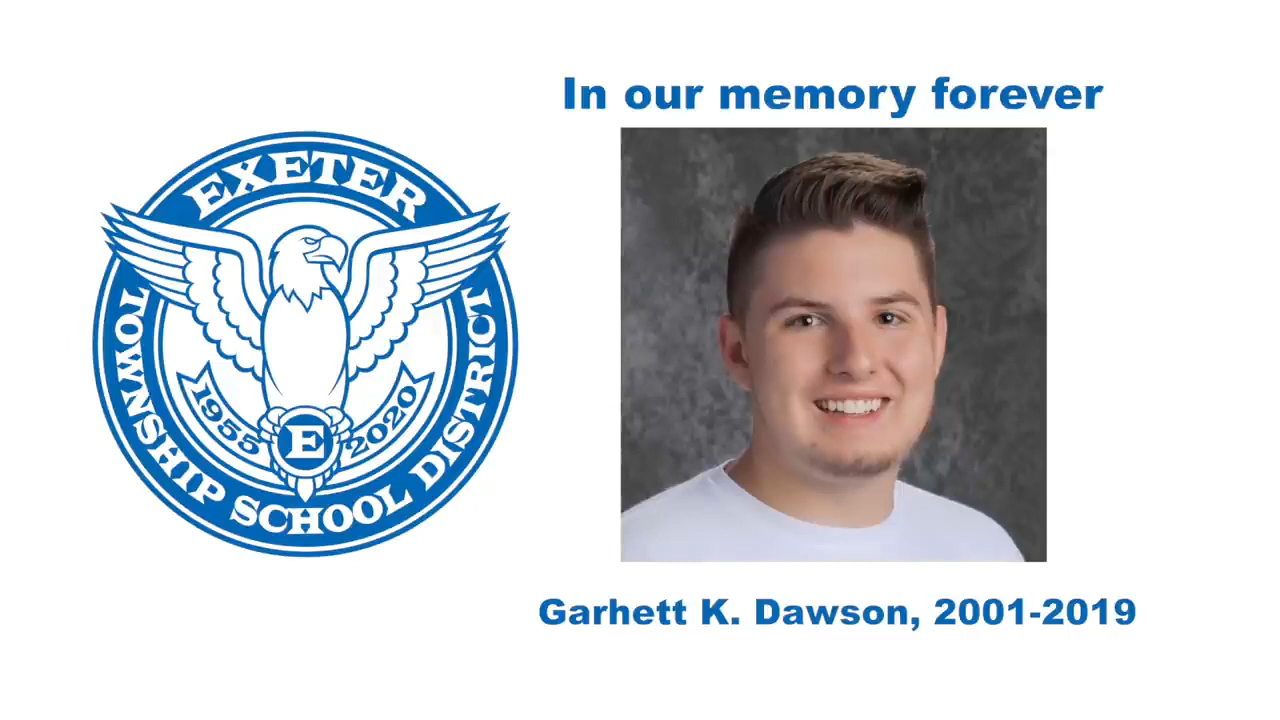 In our memory forever
EXETER
TOWNSHIP SCHOOL DISTRICT
1955 E 2020
Garhett K. Dawson, 2001-2019